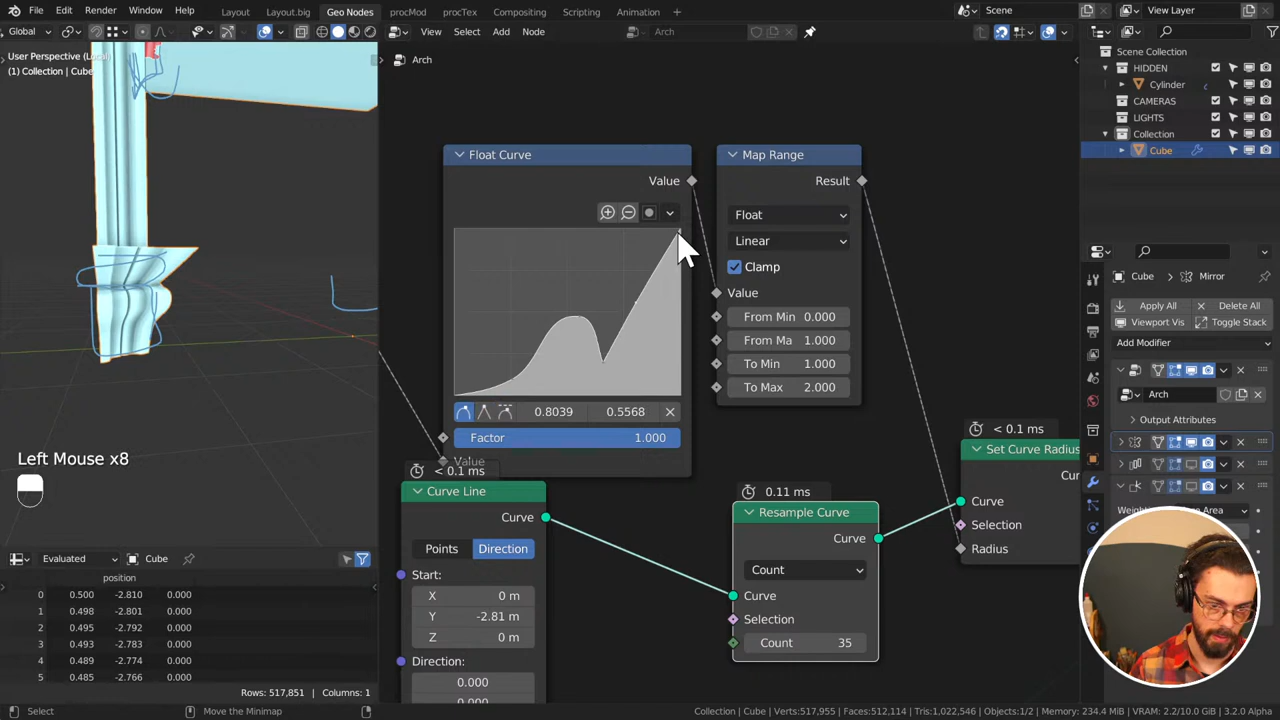 File Edit Render Window Help Layout Layout.big Geo Nodes procMod procTex Compositing Scripting Animation + Scene View Layer
Global View Select Add Node Arch
User Perspective (Local)
(1) Collection | Cube
Arch
Scene Collection
HIDDEN
Cylinder
CAMERAS
LIGHTS
Collection
Cube
Float Curve
Value
0.8039 0.5568
Factor 1.000
Value
Map Range
Result
Float
Linear
Clamp
Value
From Min 0.000
From Ma 1.000
To Min 1.000
To Max 2.000
< 0.1 ms
Curve Line
Curve
Points Direction
Start:
X 0 m
Y -2.81 m
Z 0 m
Direction:
0.000
0.000
0.11 ms
Resample Curve
Curve
Count
Curve
Selection
Count 35
< 0.1 ms
Set Curve Radius
Cu
Curve
Selection
Radius
Cube Mirror
Apply All Delete All
Viewport Vis Toggle Stack
Add Modifier
Arch
Output Attributes
Area
Left Mouse x8
Evaluated Cube
position
0 0.500 -2.810 0.000
1 0.498 -2.801 0.000
2 0.495 -2.792 0.000
3 0.493 -2.783 0.000
4 0.489 -2.774 0.000
5 0.485 -2.766 0.000
Rows: 517,851 | Columns: 1
Select Move the Minimap Collection | Cube | Verts:517,955 | Faces:512,114 | Tris:1,022,546 | Objects:1/2 | Memory: 234.4 MiB | VRAM: 2.2/10.0 GiB | 3.2.0 Alpha